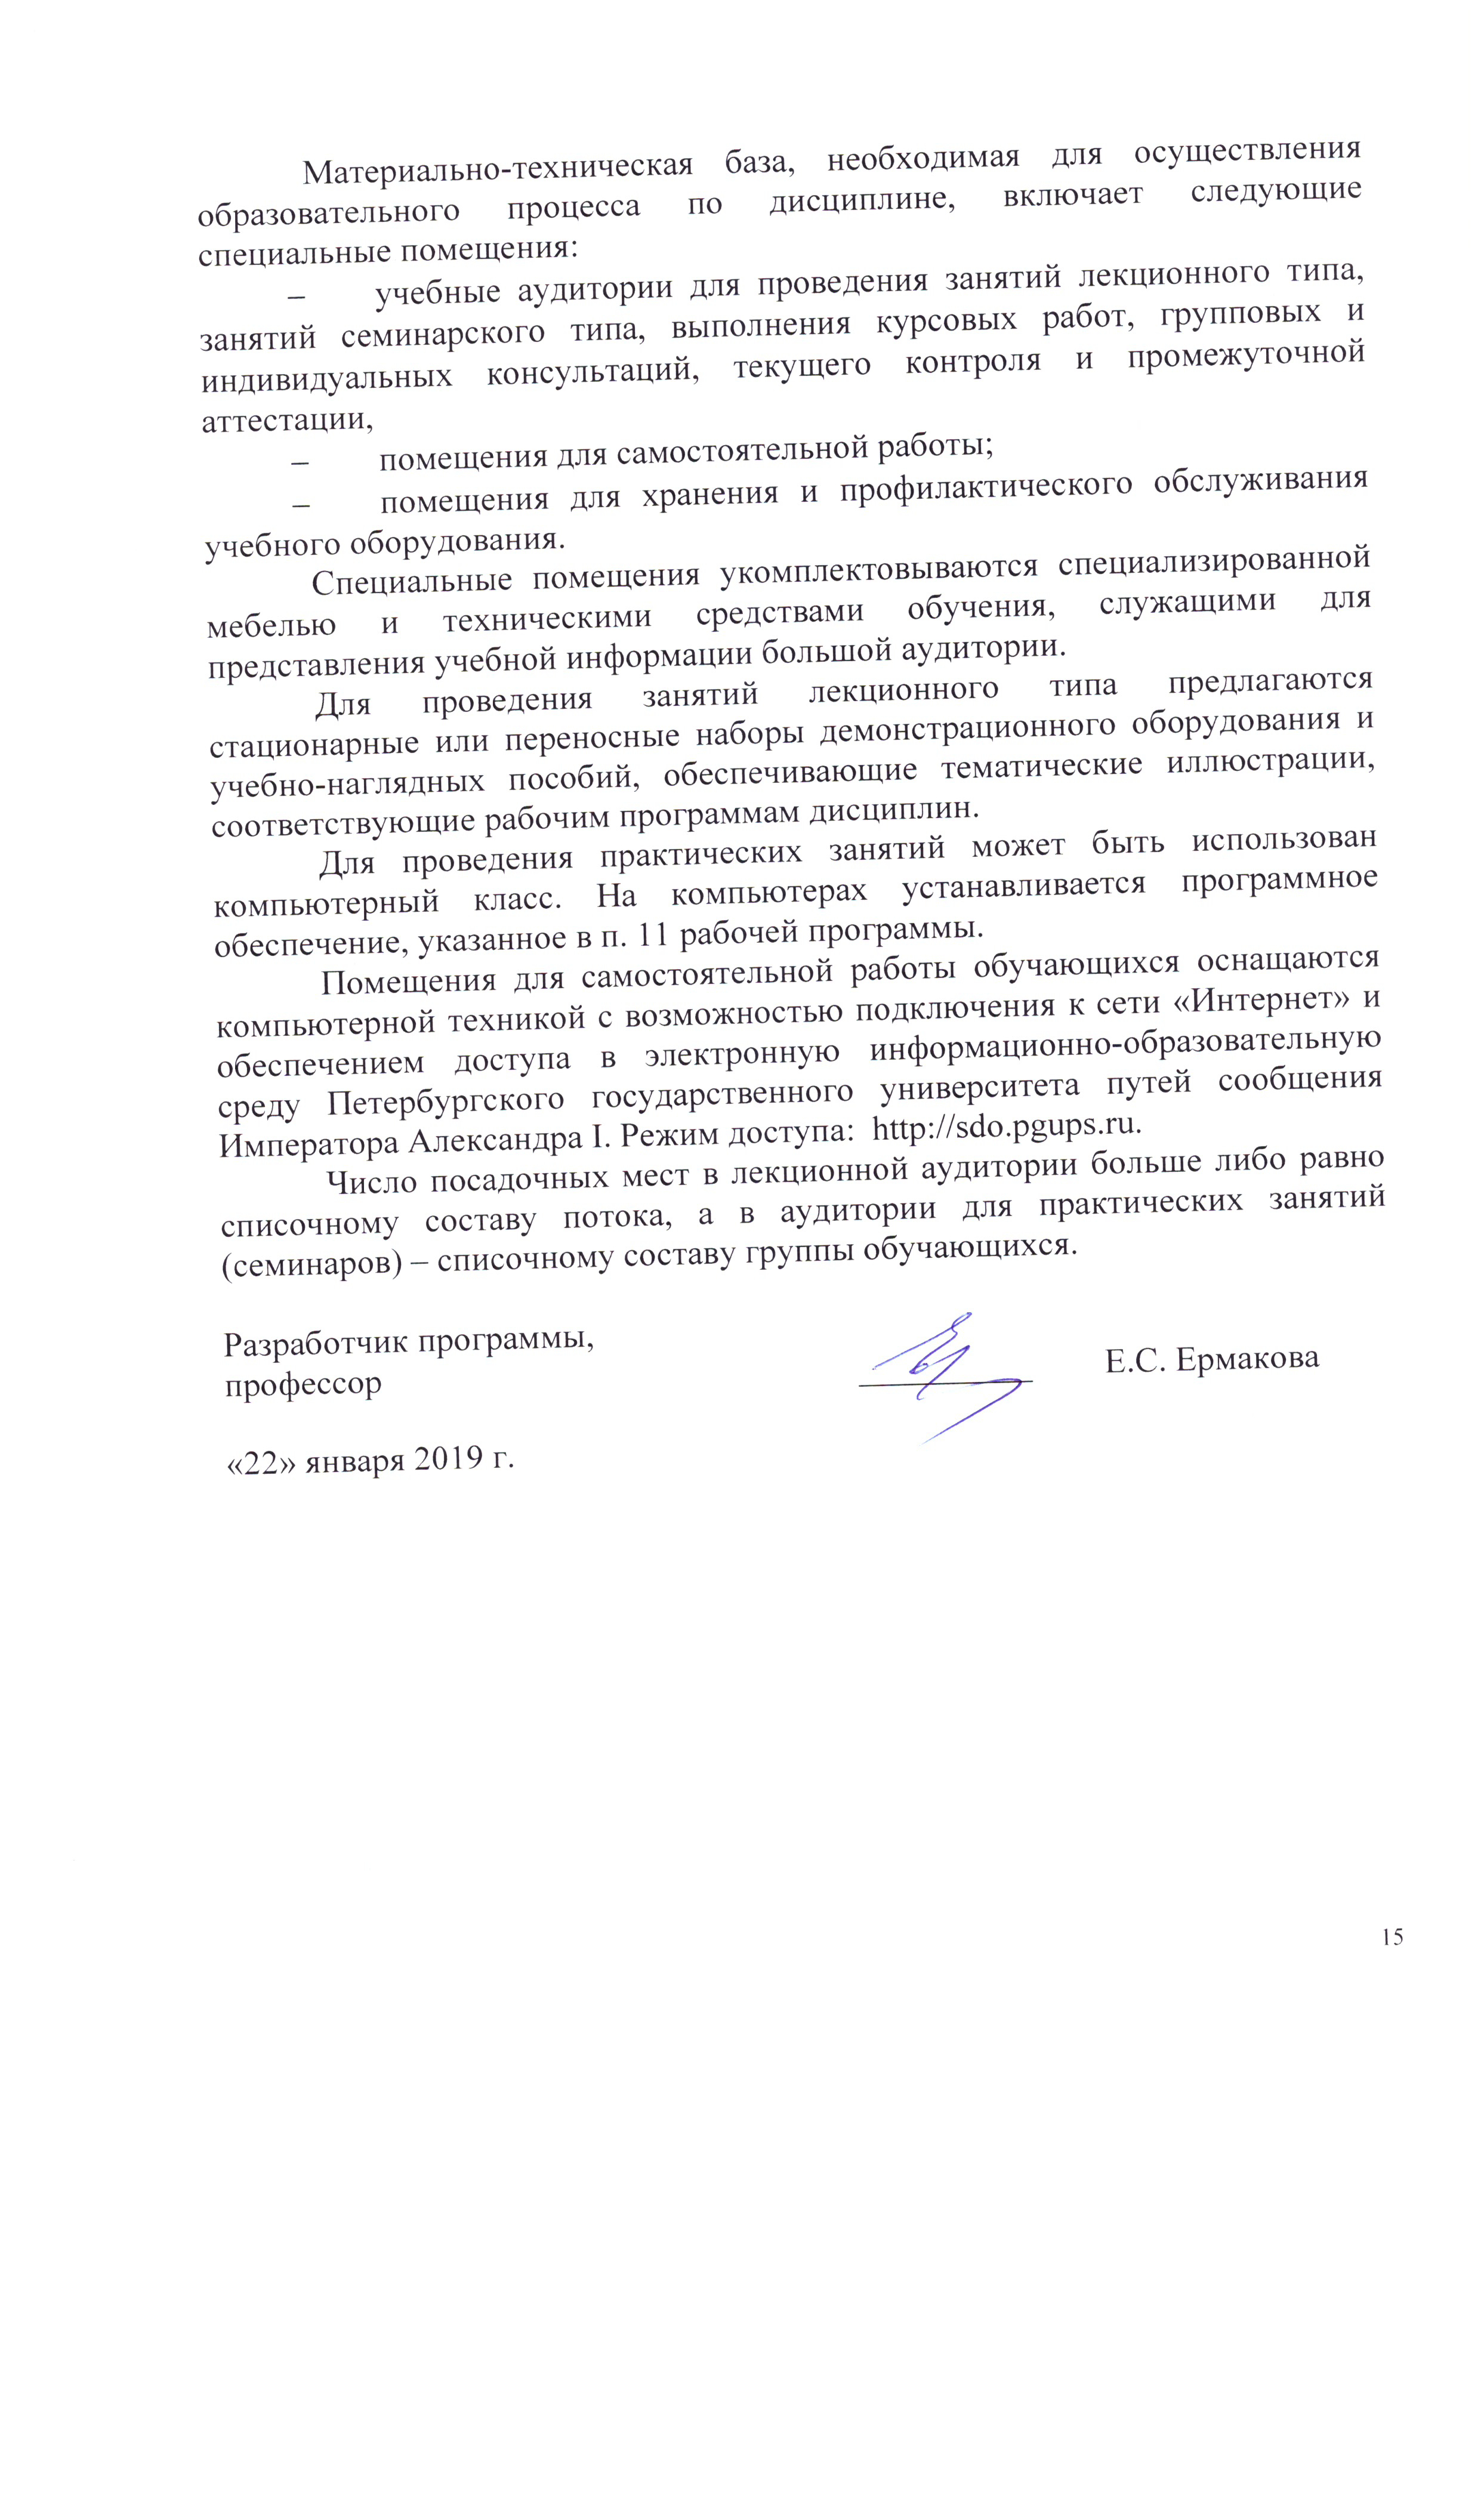 Материально-техническая база, необходимая для осуществления
образовательного процесса по дисциплине, включает следующие
специальные помещения:
– учебные аудитории для проведения занятий лекционного типа,
занятий семинарского типа, выполнения курсовых работ, групповых и
индивидуальных консультаций, текущего контроля и промежуточной
аттестации,
– помещения для самостоятельной работы;
– помещения для хранения и профилактического обслуживания
учебного оборудования.
Специальные помещения укомплектовываются специализированной
мебелью и техническими средствами обучения, служащими для
представления учебной информации большой аудитории.
Для проведения занятий лекционного типа предлагаются
стационарные или переносные наборы демонстрационного оборудования и
учебно-наглядных пособий, обеспечивающие тематические иллюстрации,
соответствующие рабочим программам дисциплин.
Для проведения практических занятий может быть использован
компьютерный класс. На компьютерах устанавливается программное
обеспечение, указанное в п. 11 рабочей программы.
Помещения для самостоятельной работы обучающихся оснащаются
компьютерной техникой с возможностью подключения к сети «Интернет» и
обеспечением доступа в электронную информационно-образовательную
среду Петербургского государственного университета путей сообщения
Императора Александра I. Режим доступа: http://sdo.pgups.ru.
Число посадочных мест в лекционной аудитории больше либо равно
списочному составу потока, а в аудитории для практических занятий
(семинаров) – списочному составу группы обучающихся.
Разработчик программы,
профессор
Е.С. Ермакова
«22» января 2019 г.
15